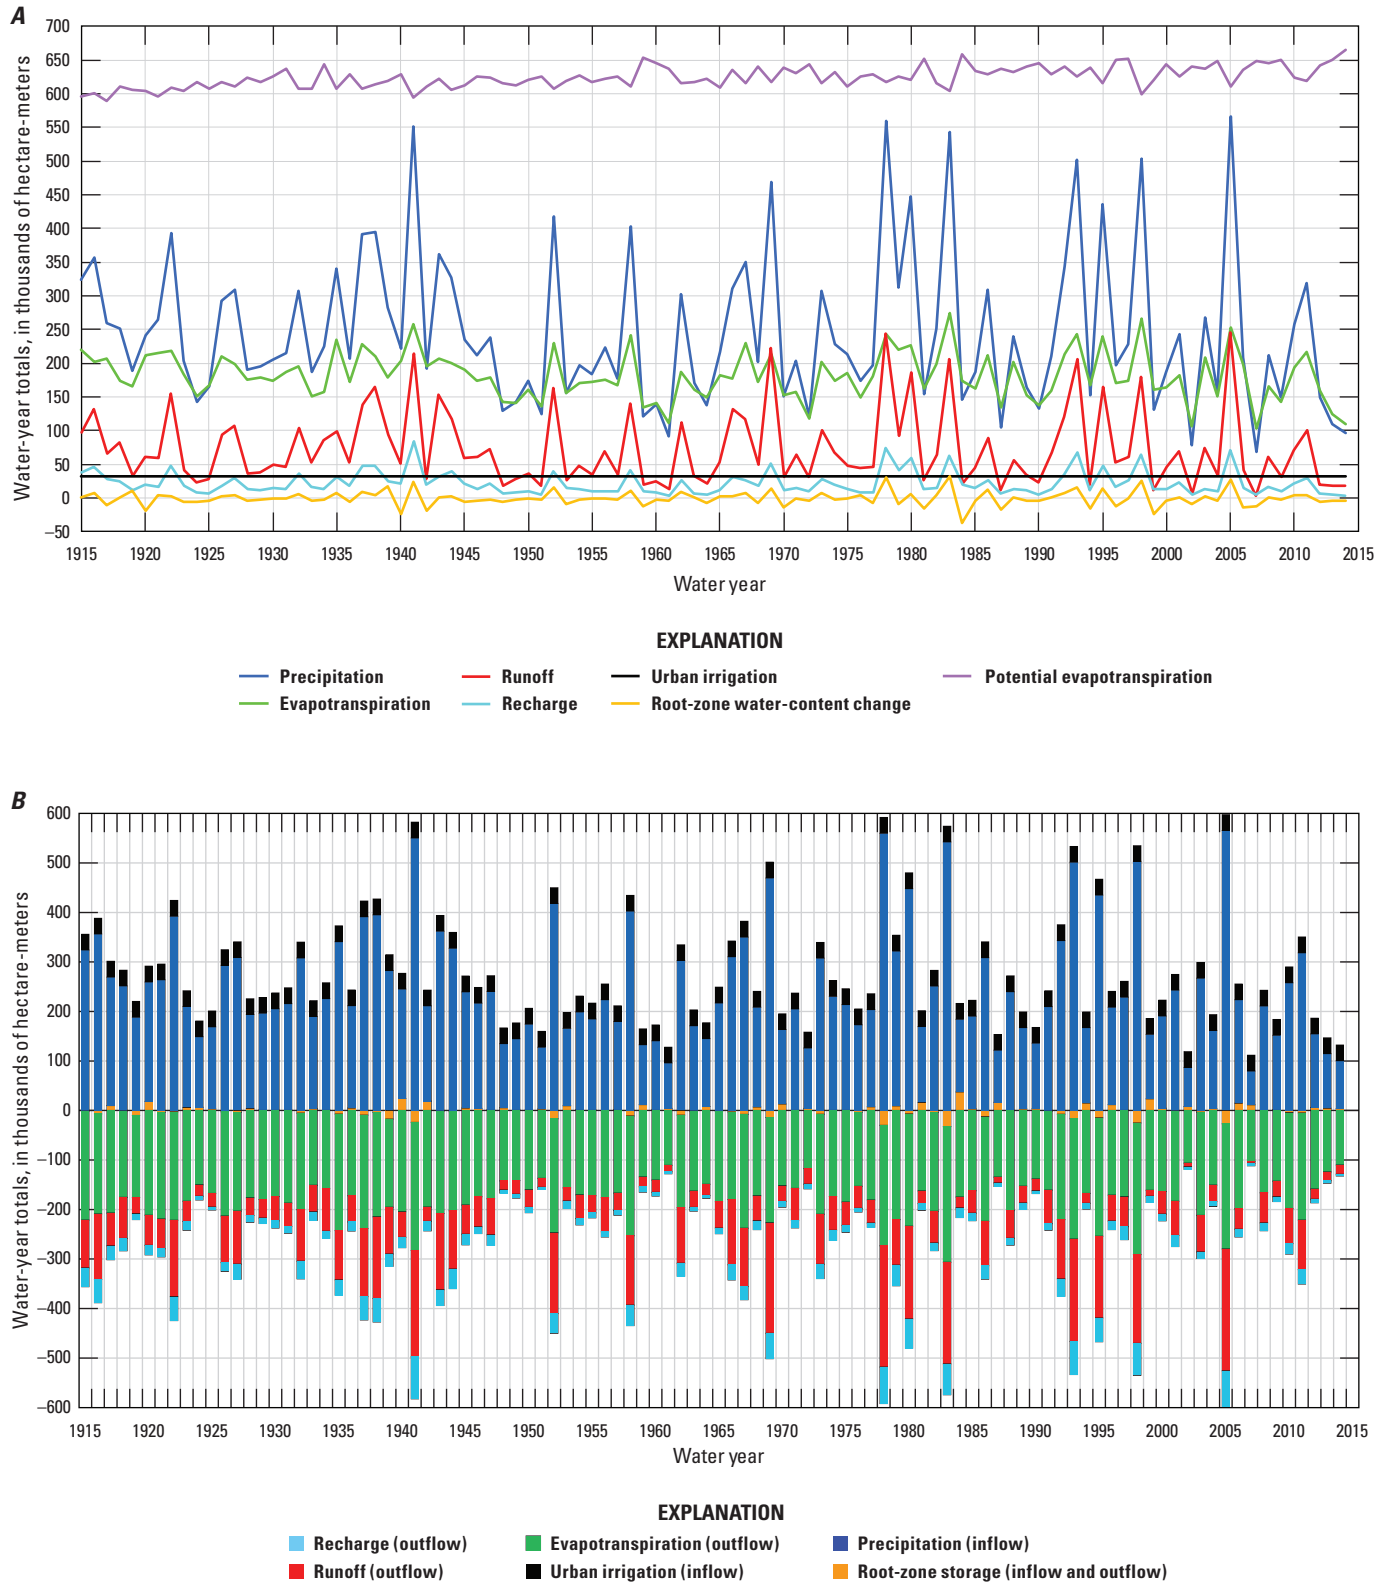 A
Water-year totals, in thousands of hectare-meters
700
650
600
550
500
450
400
350
300
250
200
150
100
50
0
–50
1915 1920 1925 1930 1935 1940 1945 1950 1955 1960 1965 1970 1975 1980 1985 1990 1995 2000 2005 2010 2015
Water year
EXPLANATION
Precipitation Runoff Urban irrigation Potential evapotranspiration
Evapotranspiration Recharge Root-zone water-content change
B
Water-year totals, in thousands of hectare-meters
600
500
400
300
200
100
0
–100
–200
–300
–400
–500
–600
1915 1920 1925 1930 1935 1940 1945 1950 1955 1960 1965 1970 1975 1980 1985 1990 1995 2000 2005 2010 2015
Water year
EXPLANATION
Recharge (outflow) Evapotranspiration (outflow) Precipitation (inflow)
Runoff (outflow) Urban irrigation (inflow) Root-zone storage (inflow and outflow)